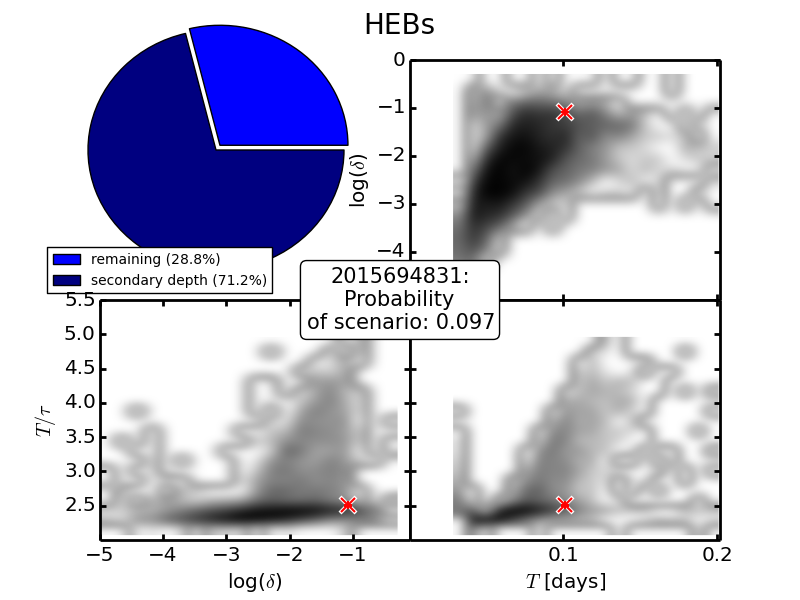 HEBs
remaining (28.8%)
secondary depth (71.2%)
0
−1
−2
−3
−4
log(δ)
2015694831:
Probability
of scenario: 0.097
5.5
5.0
4.5
4.0
3.5
3.0
2.5
T/τ
−5 −4 −3 −2 −1
log(δ)
0.1 0.2
T [days]